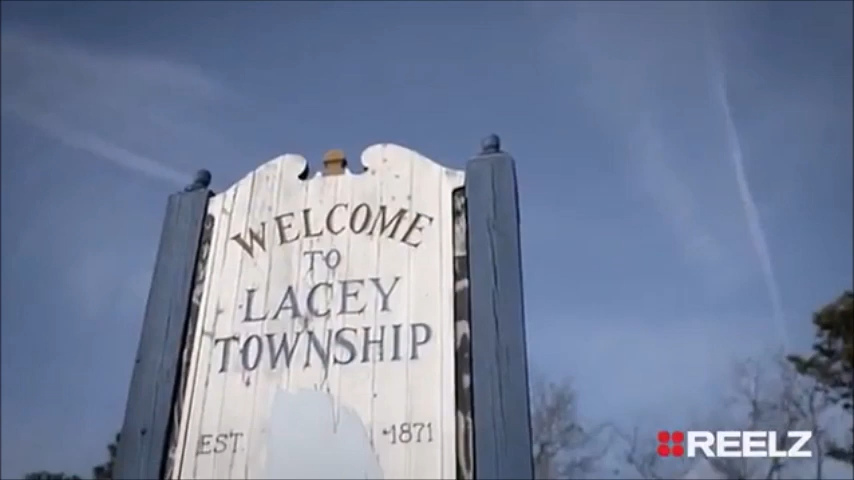 WELCOME
TO
LACEY
TOWNSHIP
EST. 1871
REELZ